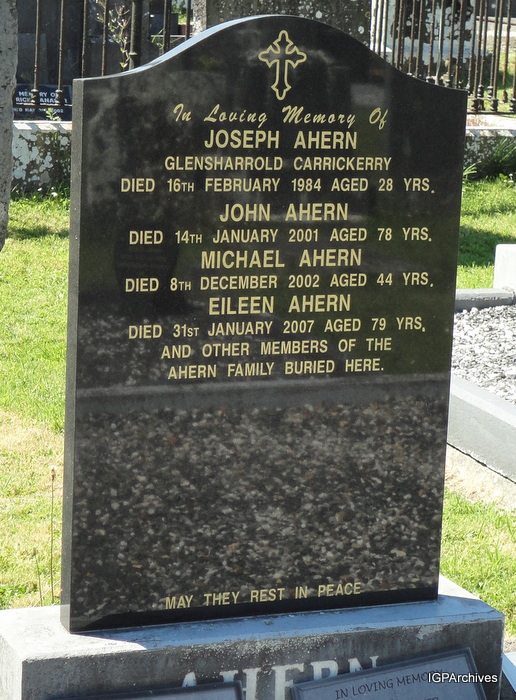 In Loving Memory Of
JOSEPH AHERN
GLENSHARROLD CARRICKERRY
DIED 16TH FEBRUARY 1984 AGED 28 YRS.
JOHN AHERN
DIED 14TH JANUARY 2001 AGED 78 YRS.
MICHAEL AHERN
DIED 8TH DECEMBER 2002 AGED 44 YRS.
EILEEN AHERN
DIED 31ST JANUARY 2007 AGED 79 YRS.
AND OTHER MEMBERS OF THE
AHERN FAMILY BURIED HERE.
MAY THEY REST IN PEACE
AHERN
IN LOVING MEMORY
IGPArchives